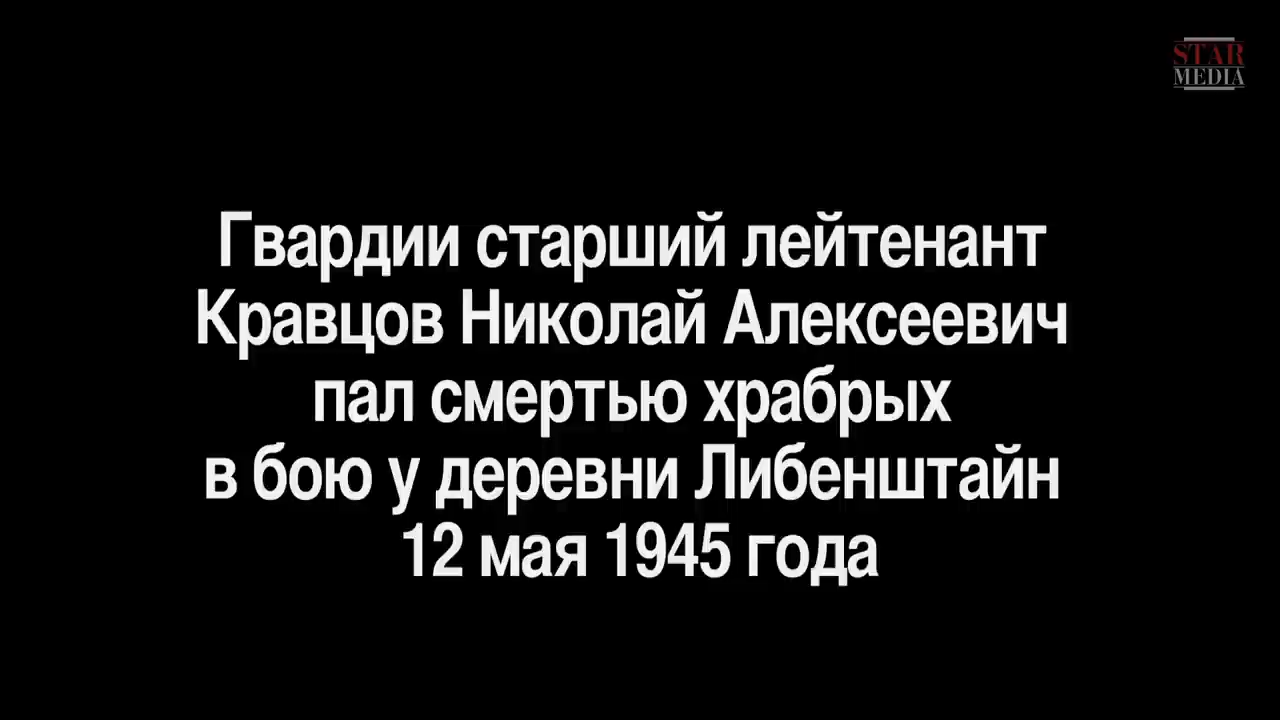 STAR
MEDIA
Гвардии старший лейтенант
Кравцов Николай Алексеевич
пал смертью храбрых
в бою у деревни Либенштайн
12 мая 1945 года